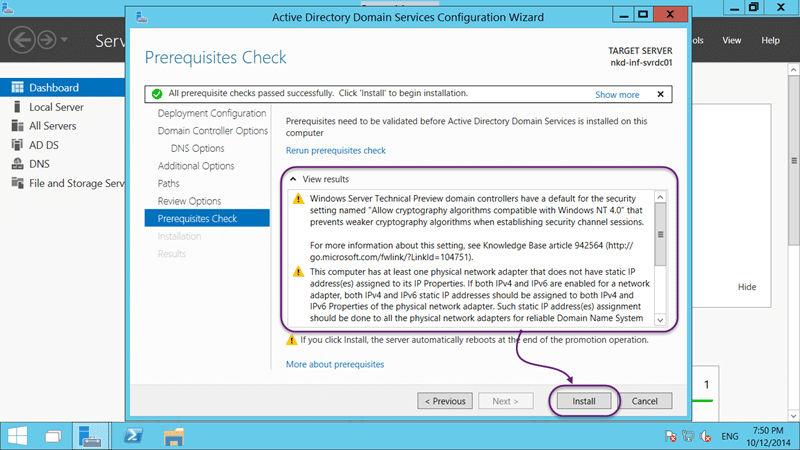 Active Directory Domain Services Configuration Wizard
Serv
ols
View
Help
Dashboard
Local Server
All Servers
AD DS
DNS
File and Storage Serv
Prerequisites Check
TARGET SERVER
nkd-inf-svrdc01
All prerequisite checks passed successfully. Click 'Install' to begin installation.
Show more
Deployment Configuration
Domain Controller Options
DNS Options
Additional Options
Paths
Review Options
Prerequisites Check
Installation
Results
Prerequisites need to be validated before Active Directory Domain Services is installed on this
computer
Rerun prerequisites check
View results
Windows Server Technical Preview domain controllers have a default for the security
setting named "Allow cryptography algorithms compatible with Windows NT 4.0" that
prevents weaker cryptography algorithms when establishing security channel sessions.
For more information about this setting, see Knowledge Base article 942564 (http://
go.microsoft.com/fwlink/?LinkId=104751).
This computer has at least one physical network adapter that does not have static IP
address(es) assigned to its IP Properties. If both IPv4 and IPv6 are enabled for a network
adapter, both IPv4 and IPv6 static IP addresses should be assigned to both IPv4 and
IPv6 Properties of the physical network adapter. Such static IP address(es) assignment
should be done to all the physical network adapters for reliable Domain Name System
If you click Install, the server automatically reboots at the end of the promotion operation.
More about prerequisites
Hide
1
< Previous
Next >
Install
Cancel
ENG
7:50 PM
10/12/2014